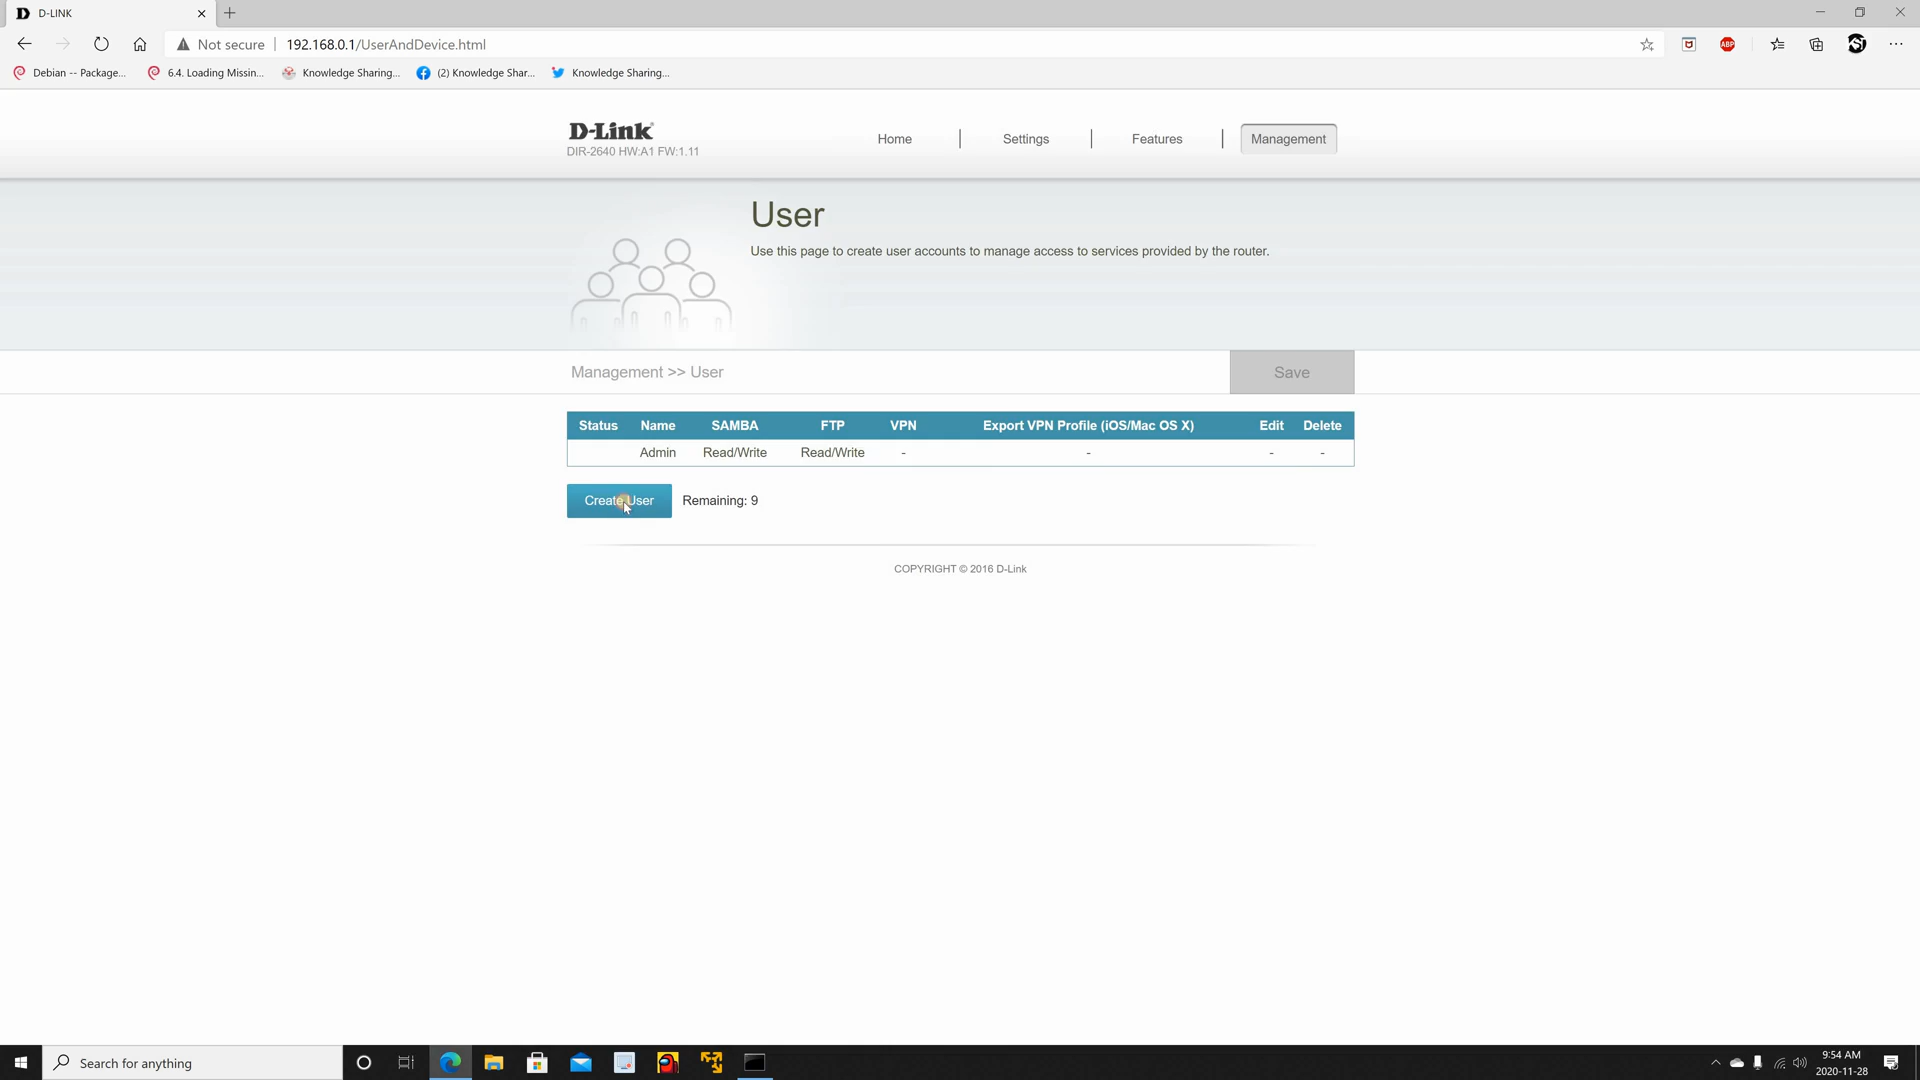 D-LINK
Not secure 192.168.0.1/UserAndDevice.html
Debian -- Package... 6.4. Loading Missin... Knowledge Sharing... (2) Knowledge Shar... Knowledge Sharing...
D-Link
DIR-2640 HW:A1 FW:1.11
Home Settings Features Management
User
Use this page to create user accounts to manage access to services provided by the router.
Management >> User Save
Status Name SAMBA FTP VPN Export VPN Profile (iOS/Mac OS X) Edit Delete
Admin Read/Write Read/Write - - - -
Create User Remaining: 9
COPYRIGHT © 2016 D-Link
Search for anything
9:54 AM
2020-11-28